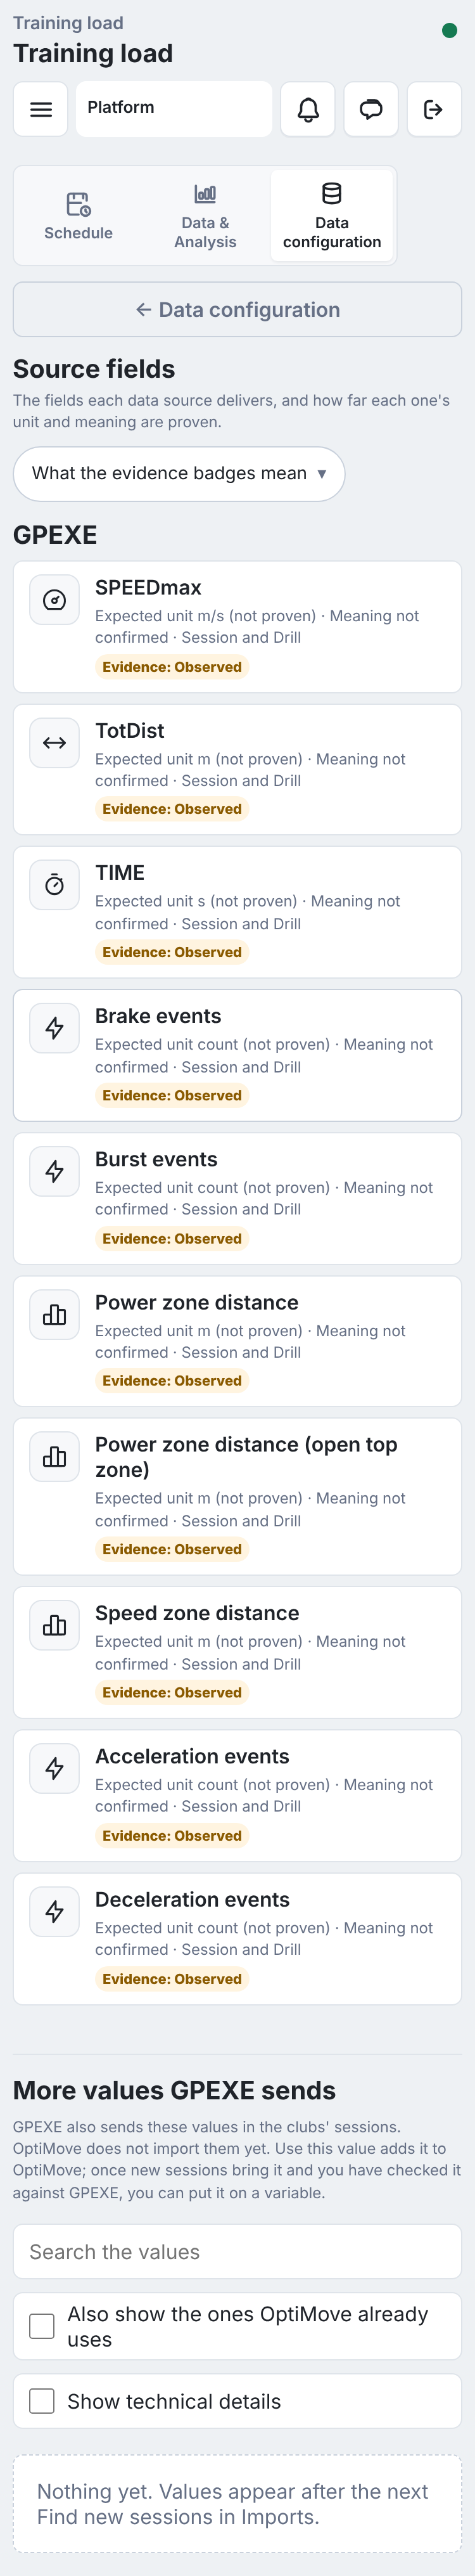 Training load
Training load
Platform
Schedule
Data &
Analysis
Data
configuration
← Data configuration
Source fields
The fields each data source delivers, and how far each one's
unit and meaning are proven.
What the evidence badges mean ▾
GPEXE
SPEEDmax
Expected unit m/s (not proven) · Meaning not
confirmed · Session and Drill
Evidence: Observed
TotDist
Expected unit m (not proven) · Meaning not
confirmed · Session and Drill
Evidence: Observed
TIME
Expected unit s (not proven) · Meaning not
confirmed · Session and Drill
Evidence: Observed
Brake events
Expected unit count (not proven) · Meaning not
confirmed · Session and Drill
Evidence: Observed
Burst events
Expected unit count (not proven) · Meaning not
confirmed · Session and Drill
Evidence: Observed
Power zone distance
Expected unit m (not proven) · Meaning not
confirmed · Session and Drill
Evidence: Observed
Power zone distance (open top
zone)
Expected unit m (not proven) · Meaning not
confirmed · Session and Drill
Evidence: Observed
Speed zone distance
Expected unit m (not proven) · Meaning not
confirmed · Session and Drill
Evidence: Observed
Acceleration events
Expected unit count (not proven) · Meaning not
confirmed · Session and Drill
Evidence: Observed
Deceleration events
Expected unit count (not proven) · Meaning not
confirmed · Session and Drill
Evidence: Observed
More values GPEXE sends
GPEXE also sends these values in the clubs' sessions.
OptiMove does not import them yet. Use this value adds it to
OptiMove; once new sessions bring it and you have checked it
against GPEXE, you can put it on a variable.
Search the values
Also show the ones OptiMove already
uses
Show technical details
Nothing yet. Values appear after the next
Find new sessions in Imports.